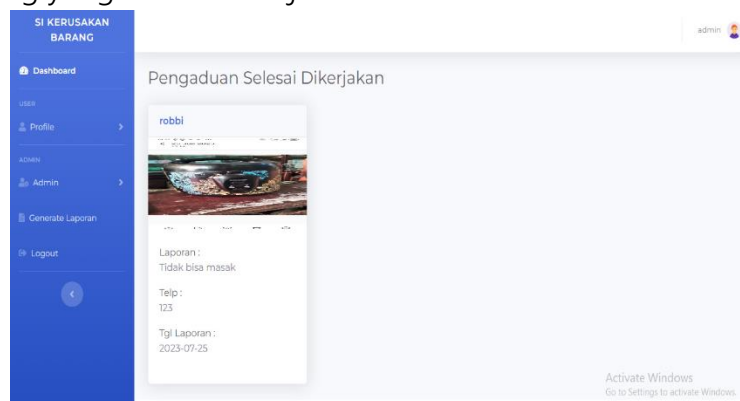 SI KERUSAKAN
BARANG
admin
Dashboard
Pengaduan Selesai Dikerjakan
USER
Profile
robbi
ADMIN
Admin
Generate Laporan
Logout
Laporan :
Tidak bisa masak
Telp :
123
Tgl Laporan :
2023-07-25
Activate Windows
Go to Settings to activate Windows.